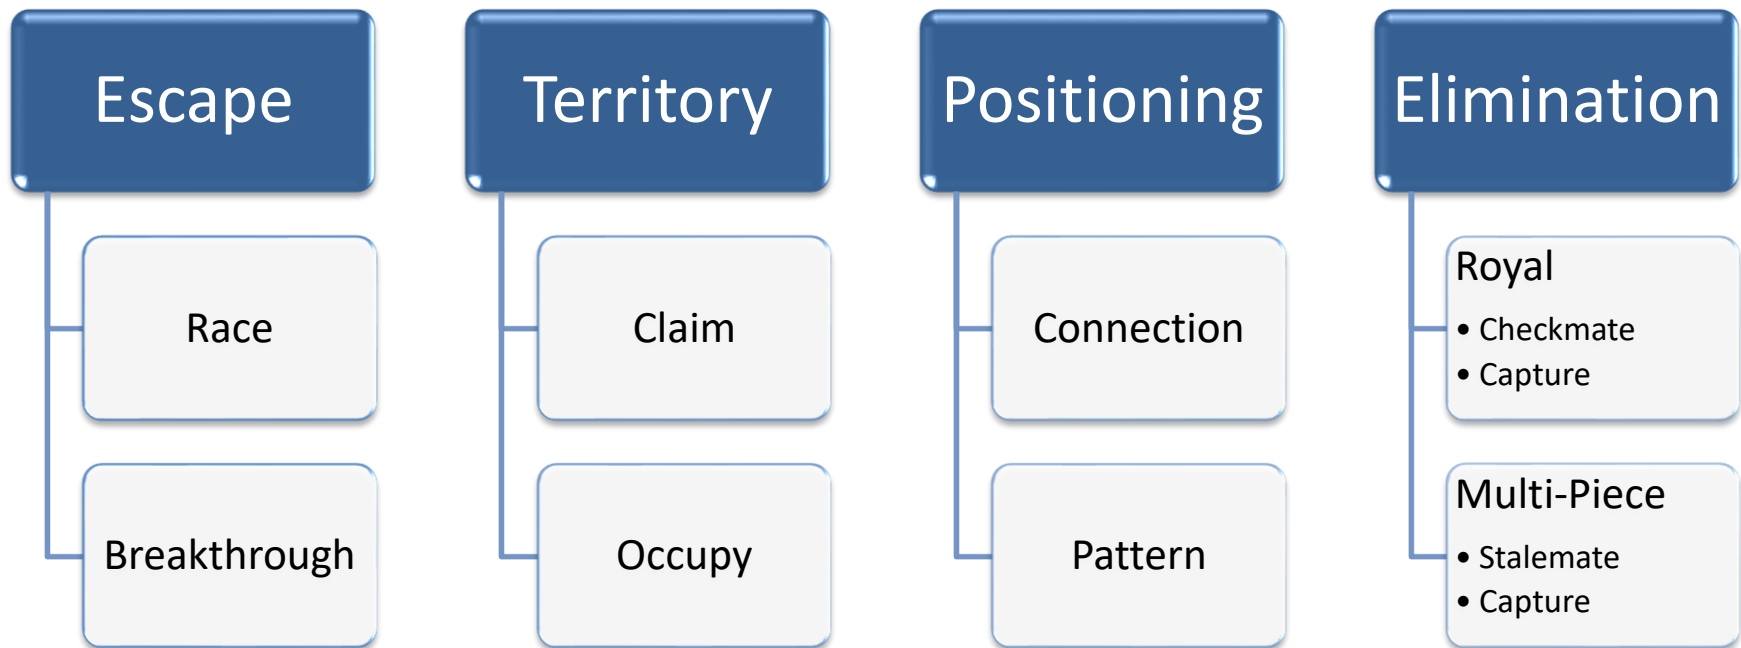 Escape
Race
Breakthrough
Territory
Claim
Occupy
Positioning
Connection
Pattern
Elimination
Royal
• Checkmate
• Capture
Multi-Piece
• Stalemate
• Capture